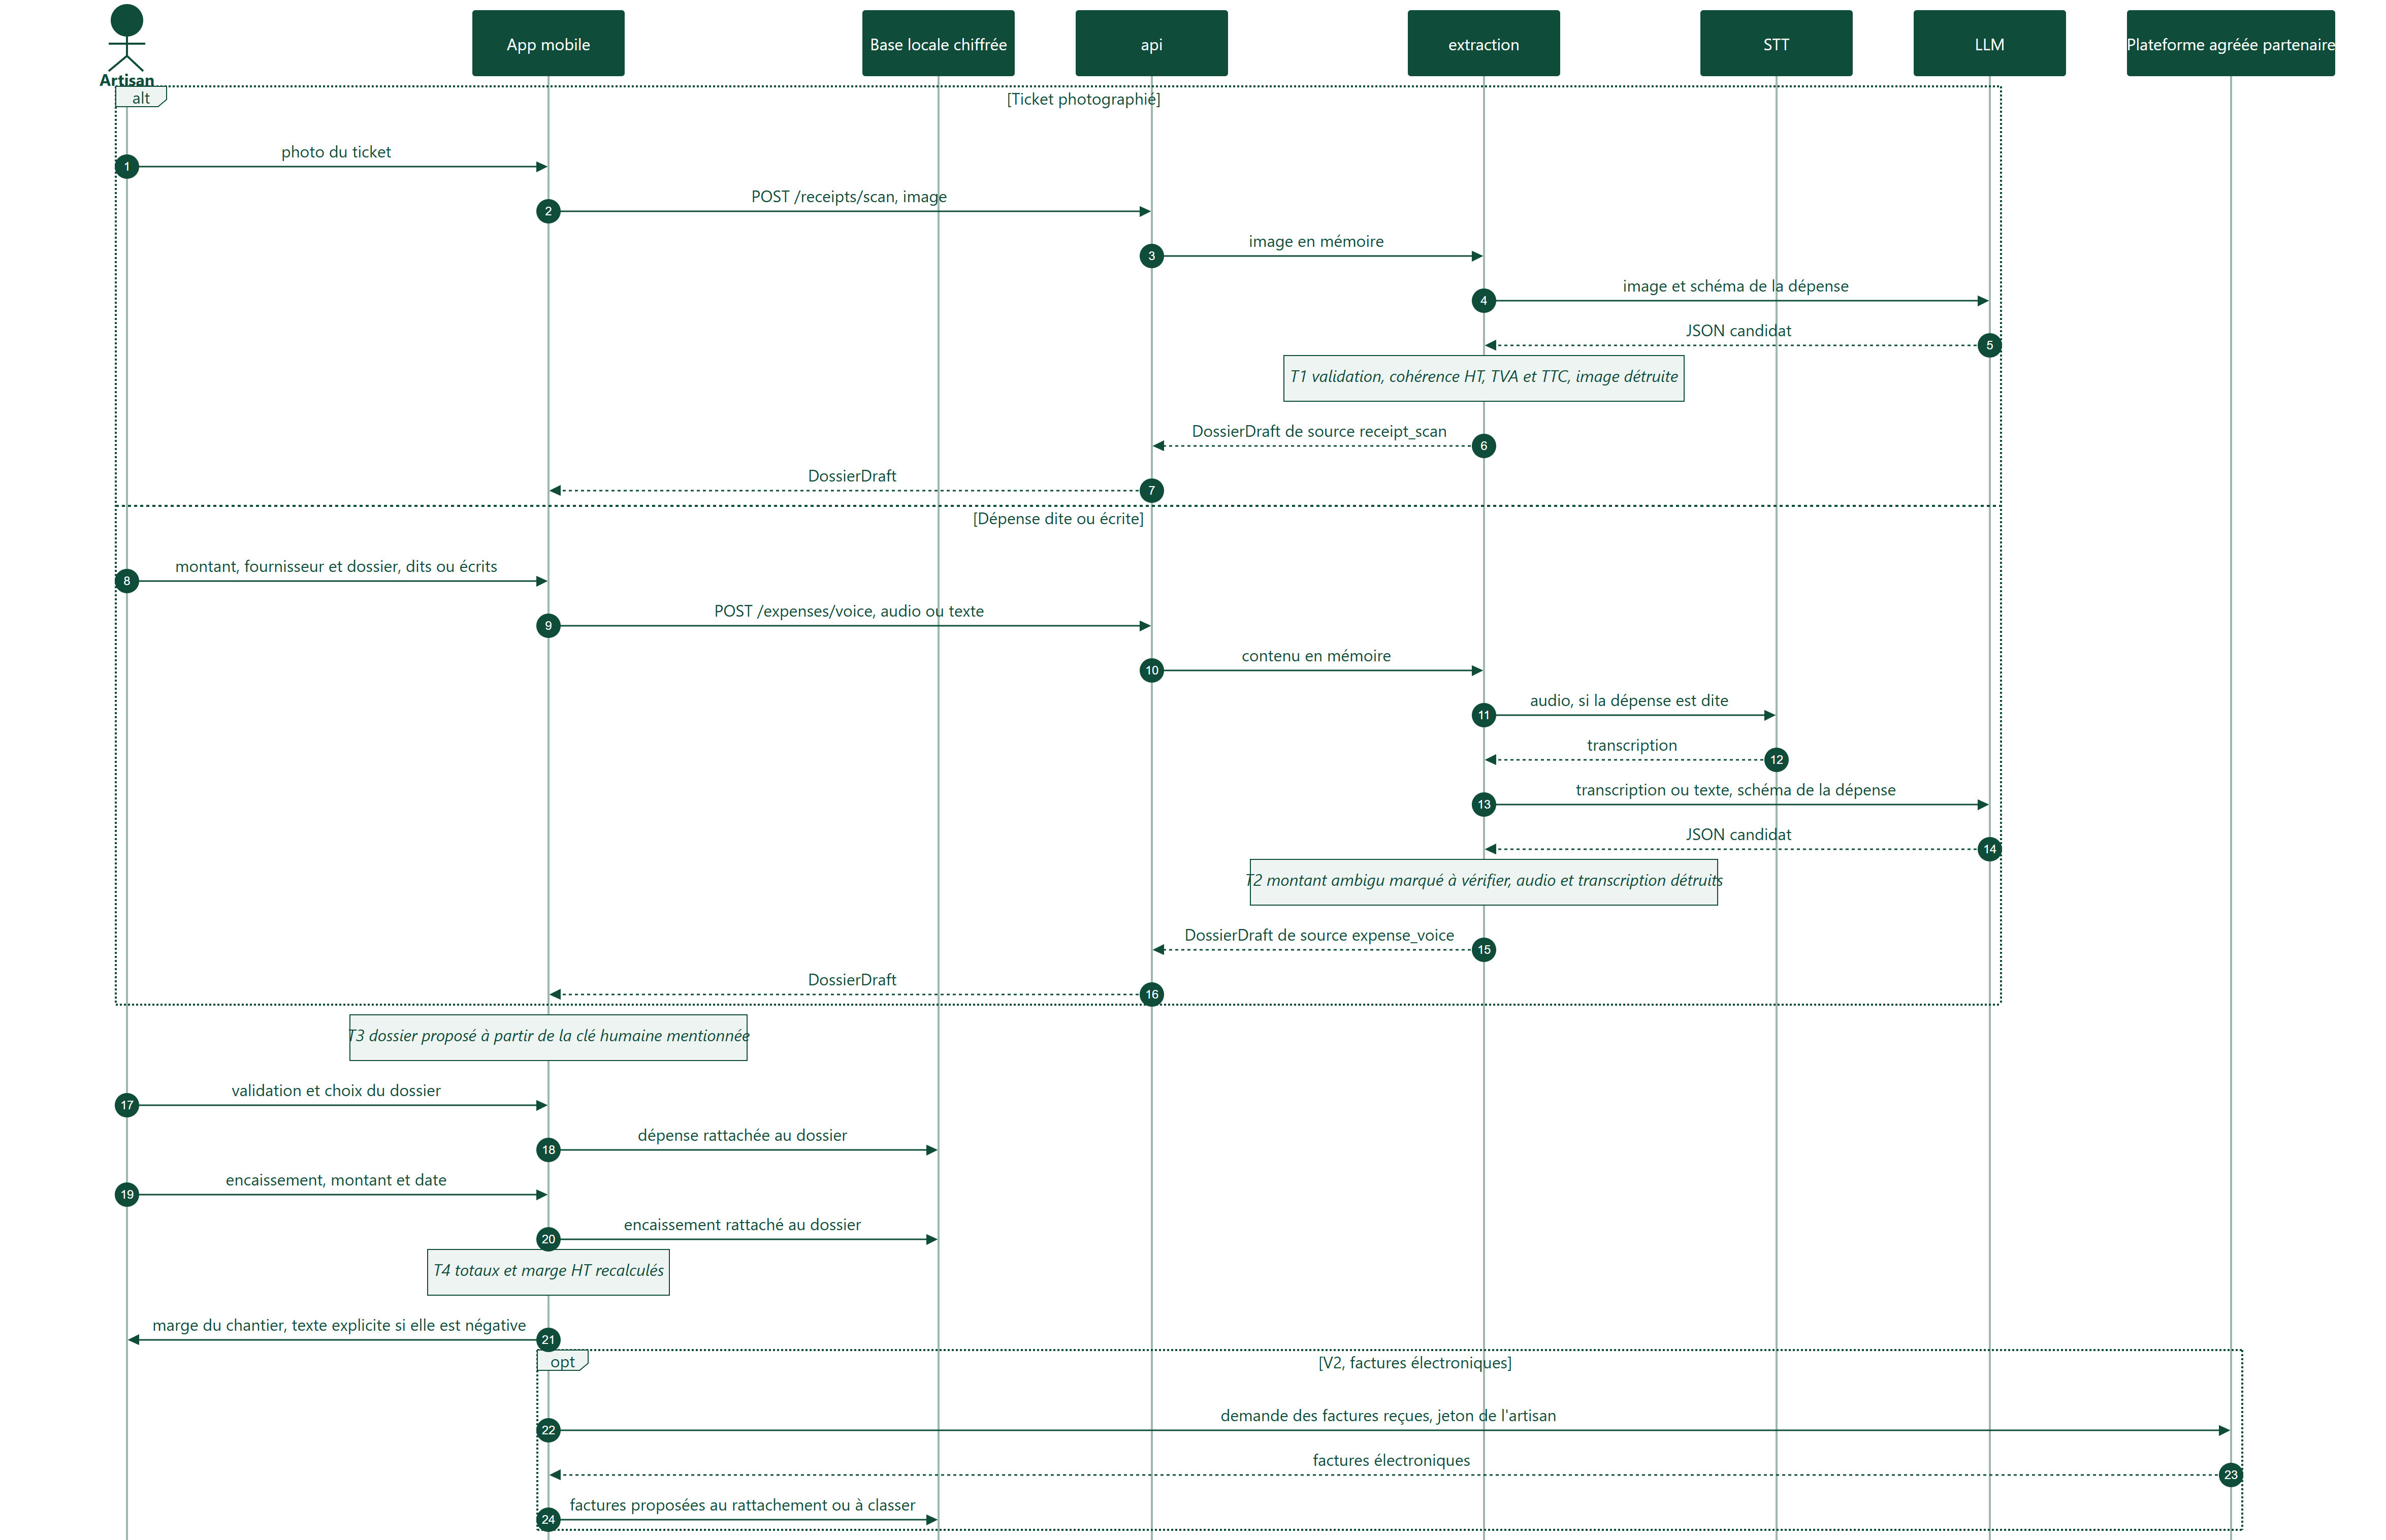 Artisan
App mobile
Base locale chiffrée
api
extraction
STT
LLM
Plateforme agréée partenaire
alt
[Ticket photographié]
1
photo du ticket
2
POST /receipts/scan, image
3
image en mémoire
4
image et schéma de la dépense
JSON candidat
5
T1 validation, cohérence HT, TVA et TTC, image détruite
DossierDraft de source receipt_scan
6
DossierDraft
7
[Dépense dite ou écrite]
8
montant, fournisseur et dossier, dits ou écrits
9
POST /expenses/voice, audio ou texte
10
contenu en mémoire
11
audio, si la dépense est dite
transcription
12
13
transcription ou texte, schéma de la dépense
JSON candidat
14
T2 montant ambigu marqué à vérifier, audio et transcription détruits
DossierDraft de source expense_voice
15
DossierDraft
16
T3 dossier proposé à partir de la clé humaine mentionnée
17
validation et choix du dossier
18
dépense rattachée au dossier
19
encaissement, montant et date
20
encaissement rattaché au dossier
T4 totaux et marge HT recalculés
marge du chantier, texte explicite si elle est négative
21
opt
[V2, factures électroniques]
22
demande des factures reçues, jeton de l'artisan
factures électroniques
23
24
factures proposées au rattachement ou à classer